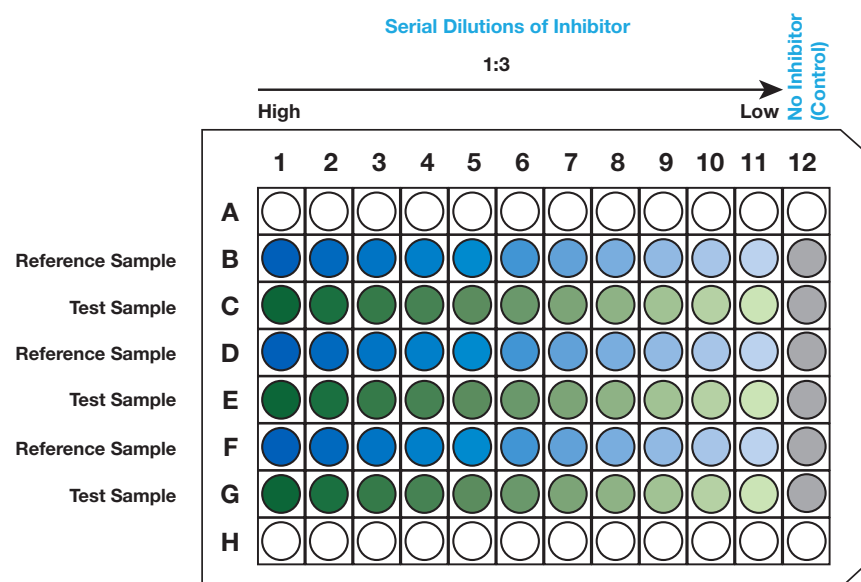 Serial Dilutions of Inhibitor
1:3
High
Low
No Inhibitor
(Control)
1 2 3 4 5 6 7 8 9 10 11 12
A
Reference Sample B
Test Sample C
Reference Sample D
Test Sample E
Reference Sample F
Test Sample G
H